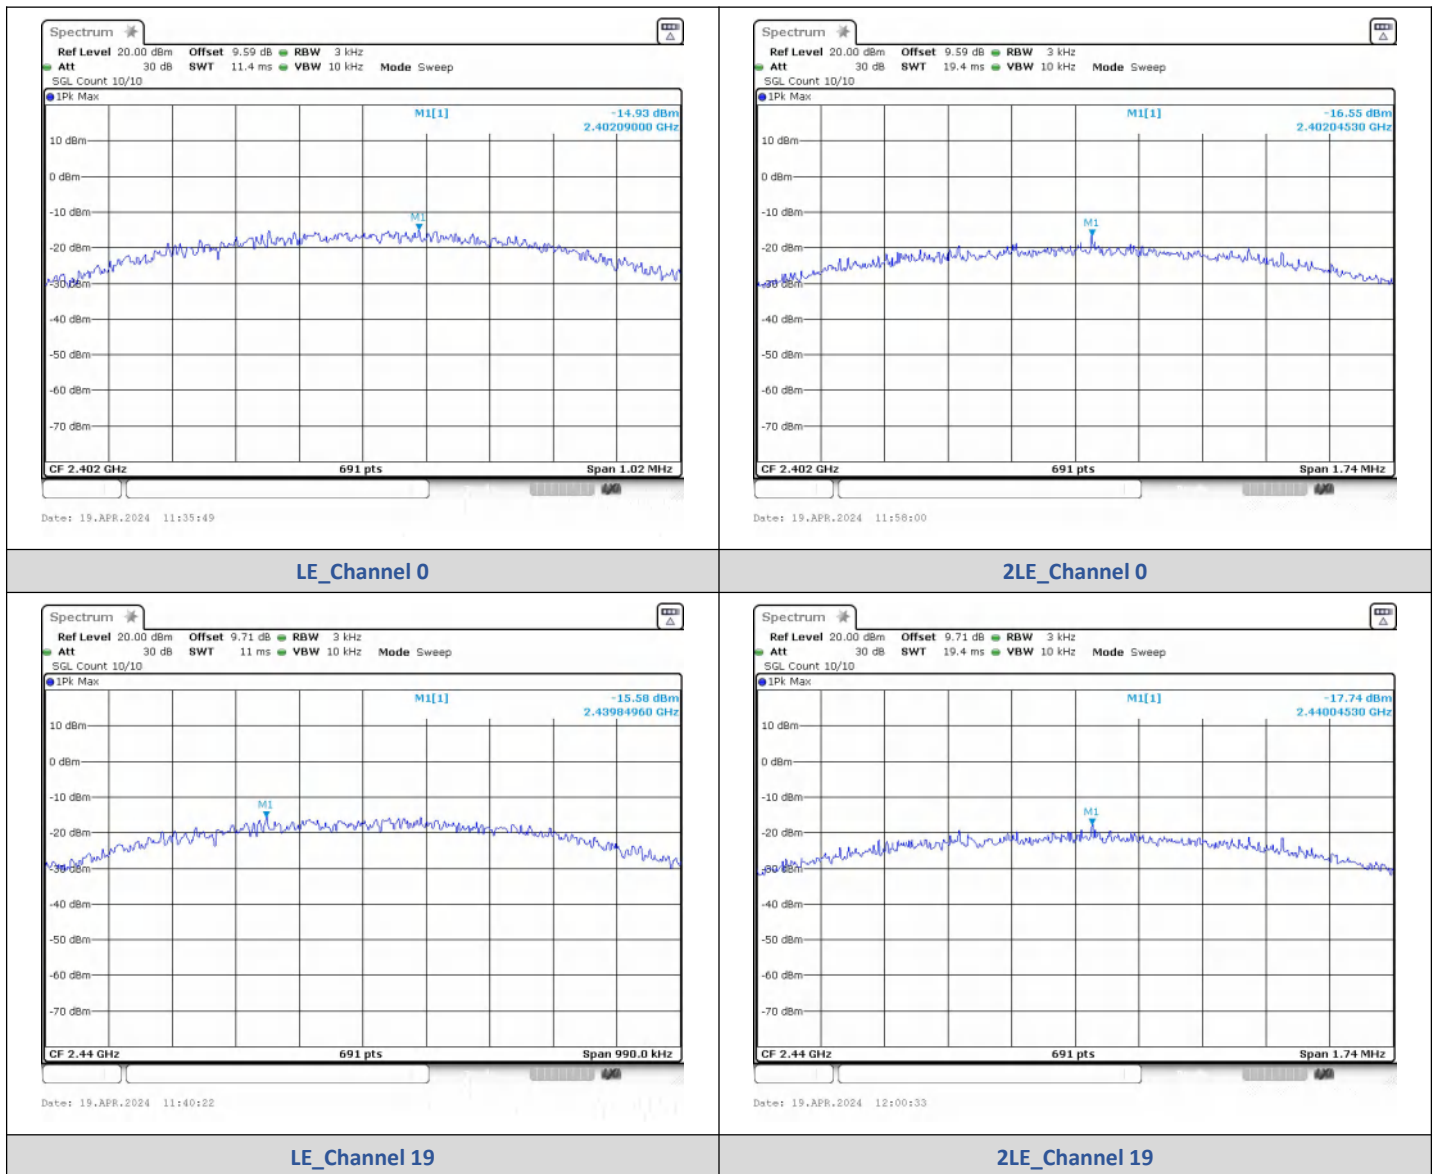 Spectrum
Ref Level 20.00 dBm Offset 9.59 dB RBW 3 kHz
Att 30 dB SWT 11.4 ms VBW 10 kHz Mode Sweep
SGL Count 10/10
1Pk Max
M1[1] -14.93 dBm
2.40209000 GHz
10 dBm
0 dBm
-10 dBm
M1
-20 dBm
-30 dBm
-40 dBm
-50 dBm
-60 dBm
-70 dBm
CF 2.402 GHz 691 pts Span 1.02 MHz
Date: 19.APR.2024 11:35:49
LE_Channel 0
Spectrum
Ref Level 20.00 dBm Offset 9.59 dB RBW 3 kHz
Att 30 dB SWT 19.4 ms VBW 10 kHz Mode Sweep
SGL Count 10/10
1Pk Max
M1[1] -16.55 dBm
2.40204530 GHz
10 dBm
0 dBm
-10 dBm
M1
-20 dBm
-30 dBm
-40 dBm
-50 dBm
-60 dBm
-70 dBm
CF 2.402 GHz 691 pts Span 1.74 MHz
Date: 19.APR.2024 11:58:00
2LE_Channel 0
Spectrum
Ref Level 20.00 dBm Offset 9.71 dB RBW 3 kHz
Att 30 dB SWT 11 ms VBW 10 kHz Mode Sweep
SGL Count 10/10
1Pk Max
M1[1] -15.58 dBm
2.43984960 GHz
10 dBm
0 dBm
-10 dBm
M1
-20 dBm
-30 dBm
-40 dBm
-50 dBm
-60 dBm
-70 dBm
CF 2.44 GHz 691 pts Span 990.0 kHz
Date: 19.APR.2024 11:40:22
LE_Channel 19
Spectrum
Ref Level 20.00 dBm Offset 9.71 dB RBW 3 kHz
Att 30 dB SWT 19.4 ms VBW 10 kHz Mode Sweep
SGL Count 10/10
1Pk Max
M1[1] -17.74 dBm
2.44004530 GHz
10 dBm
0 dBm
-10 dBm
M1
-20 dBm
-30 dBm
-40 dBm
-50 dBm
-60 dBm
-70 dBm
CF 2.44 GHz 691 pts Span 1.74 MHz
Date: 19.APR.2024 12:00:33
2LE_Channel 19